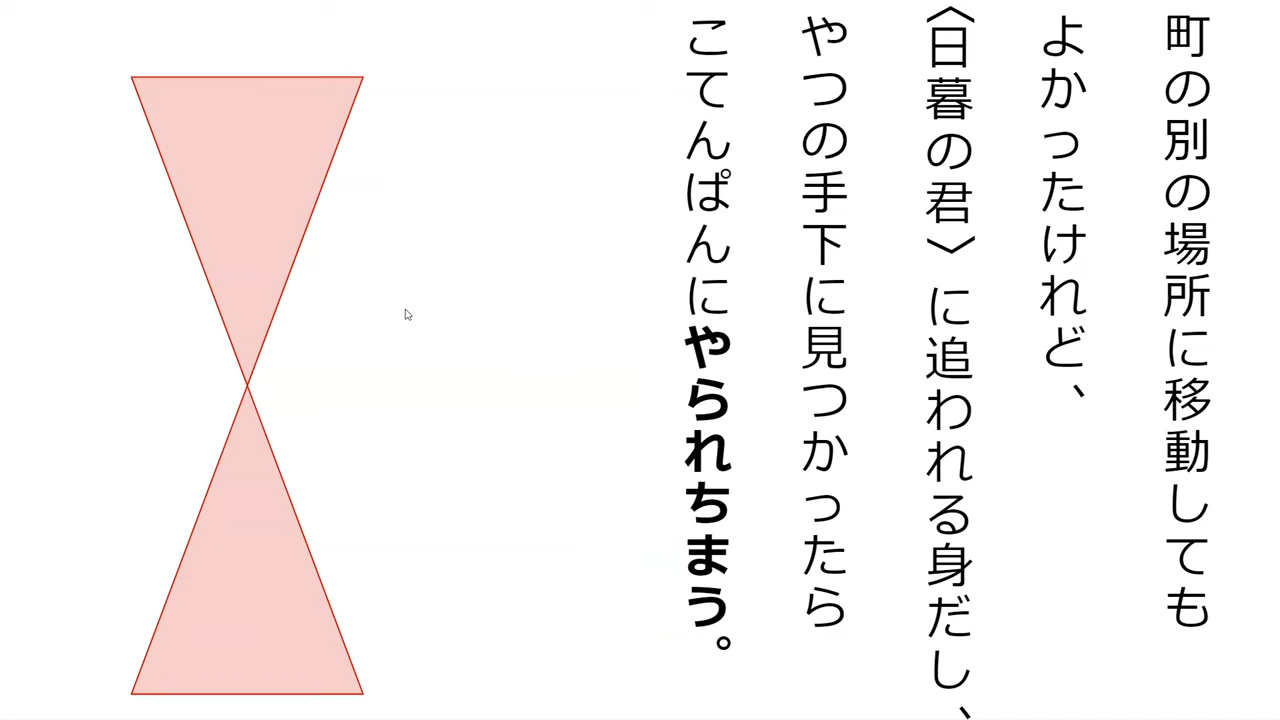 町の別の場所に移動しても
よかったけれど、
〈日暮の君〉に追われる身だし、
やつの手下に見つかったら
こてんぱんにやられちまう。